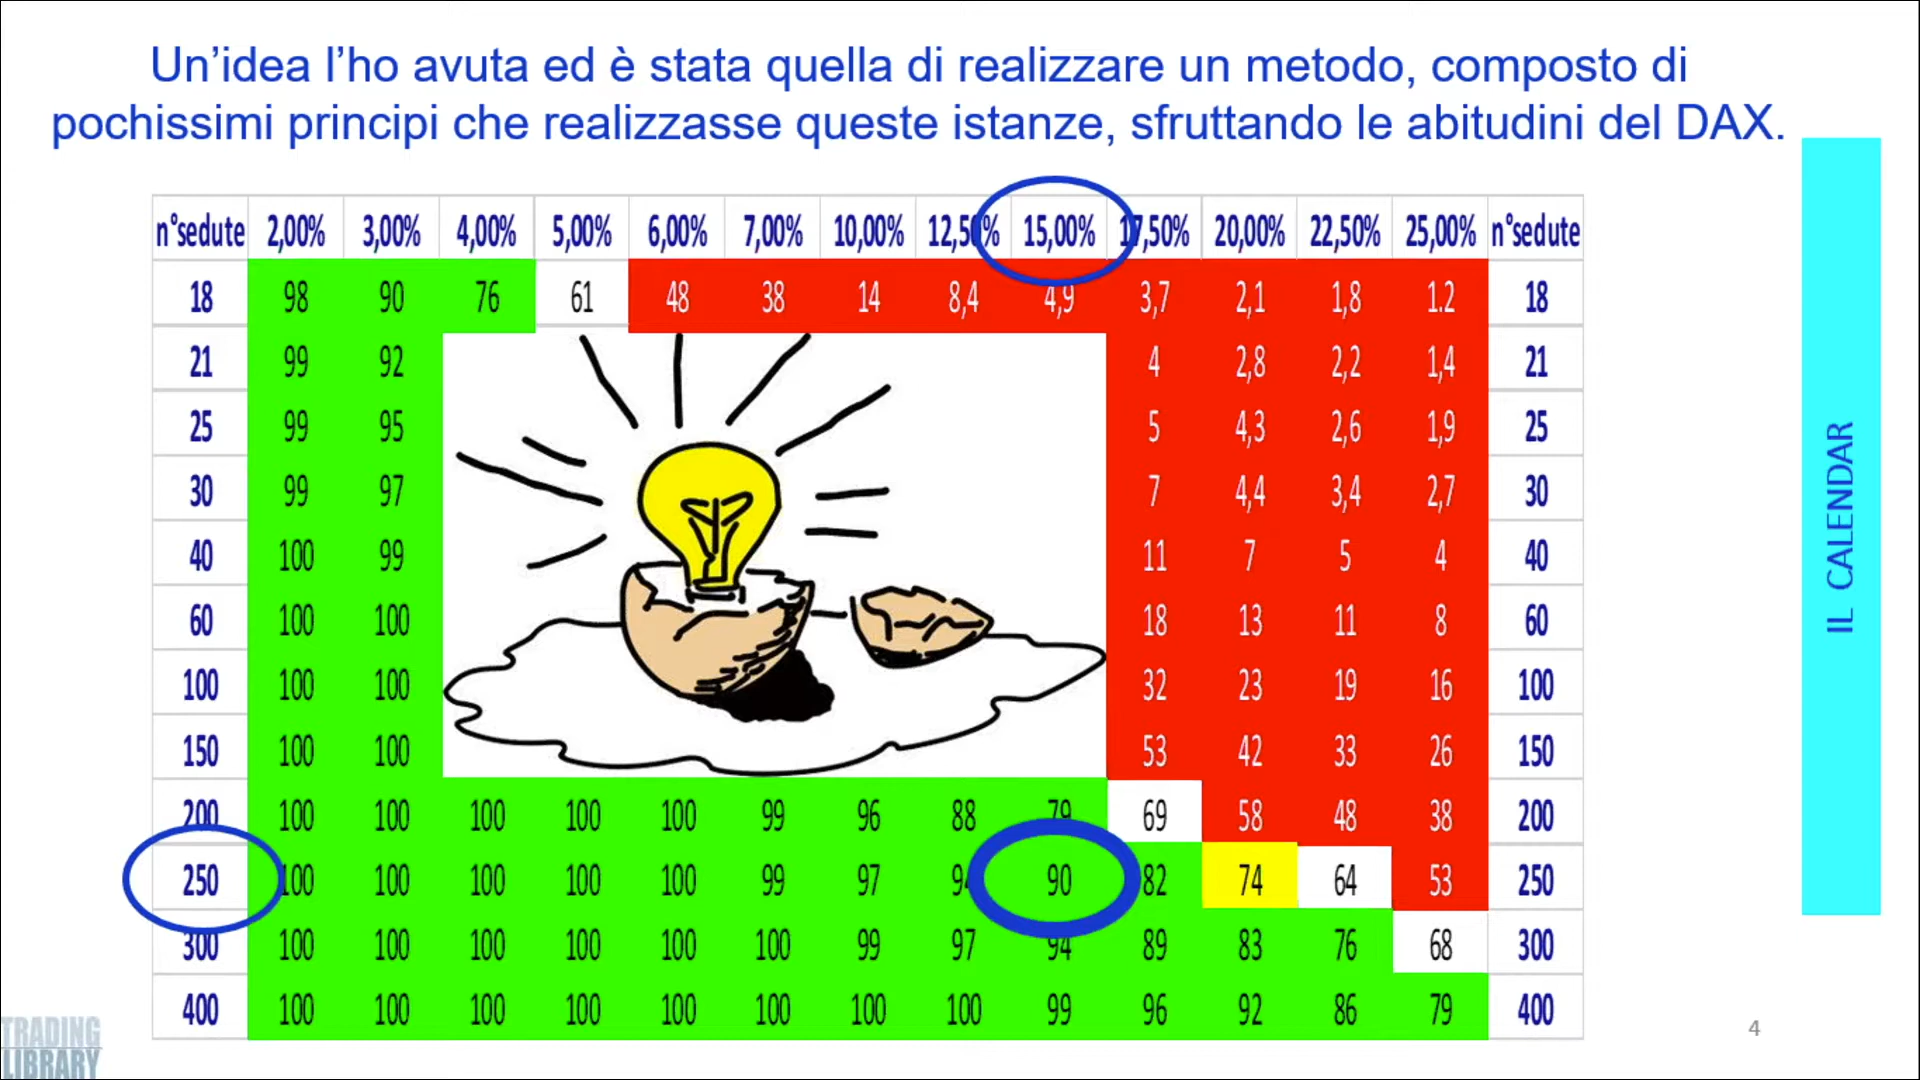 Un’idea l’ho avuta ed è stata quella di realizzare un metodo, composto di
pochissimi principi che realizzasse queste istanze, sfruttando le abitudini del DAX.
n°sedute 2,00% 3,00% 4,00% 5,00% 6,00% 7,00% 10,00% 12,50% 15,00% 17,50% 20,00% 22,50% 25,00% n°sedute
18 98 90 76 61 48 38 14 8,4 4,9 3,7 2,1 1,8 1.2 18
21 99 92 4 2,8 2,2 1,4 21
25 99 95 5 4,3 2,6 1,9 25
30 99 97 7 4,4 3,4 2,7 30
40 100 99 11 7 5 4 40
60 100 100 18 13 11 8 60
100 100 100 32 23 19 16 100
150 100 100 53 42 33 26 150
200 100 100 100 100 100 99 96 88 79 69 58 48 38 200
250 100 100 100 100 100 99 97 94 90 82 74 64 53 250
300 100 100 100 100 100 100 99 97 94 89 83 76 68 300
400 100 100 100 100 100 100 100 100 99 96 92 86 79 400
IL CALENDAR
TRADING
LIBRARY
4